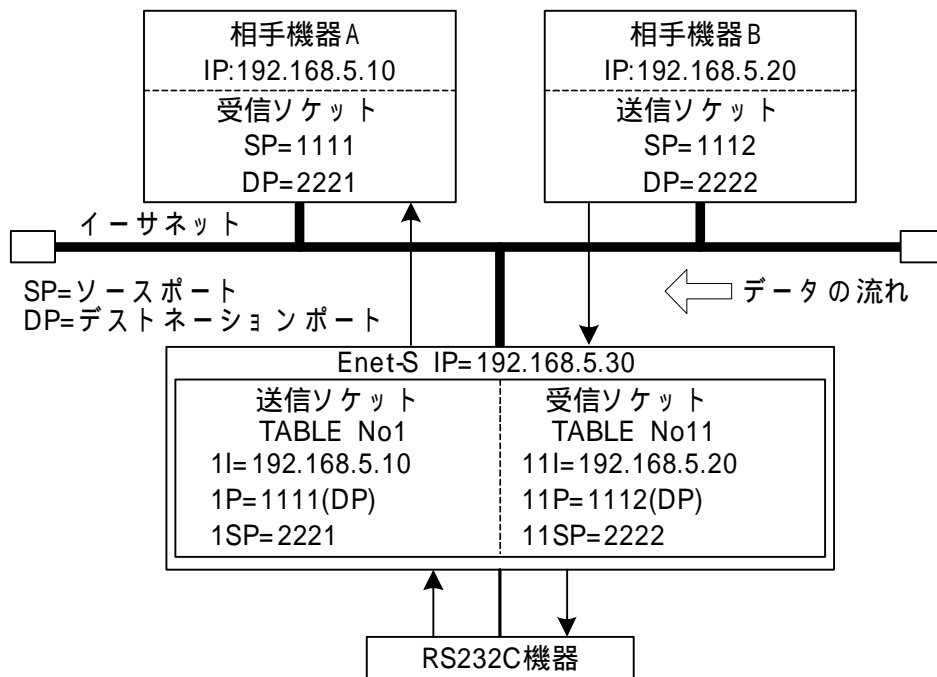 相手機器A
IP:192.168.5.10
受信ソケット
SP=1111
DP=2221
相手機器B
IP:192.168.5.20
送信ソケット
SP=1112
DP=2222
イーサネット
SP=ソースポート
DP=デストネーションポート
データの流れ
Enet-S IP=192.168.5.30
送信ソケット
TABLE No1
1I=192.168.5.10
1P=1111(DP)
1SP=2221
受信ソケット
TABLE No11
11I=192.168.5.20
11P=1112(DP)
11SP=2222
RS232C機器